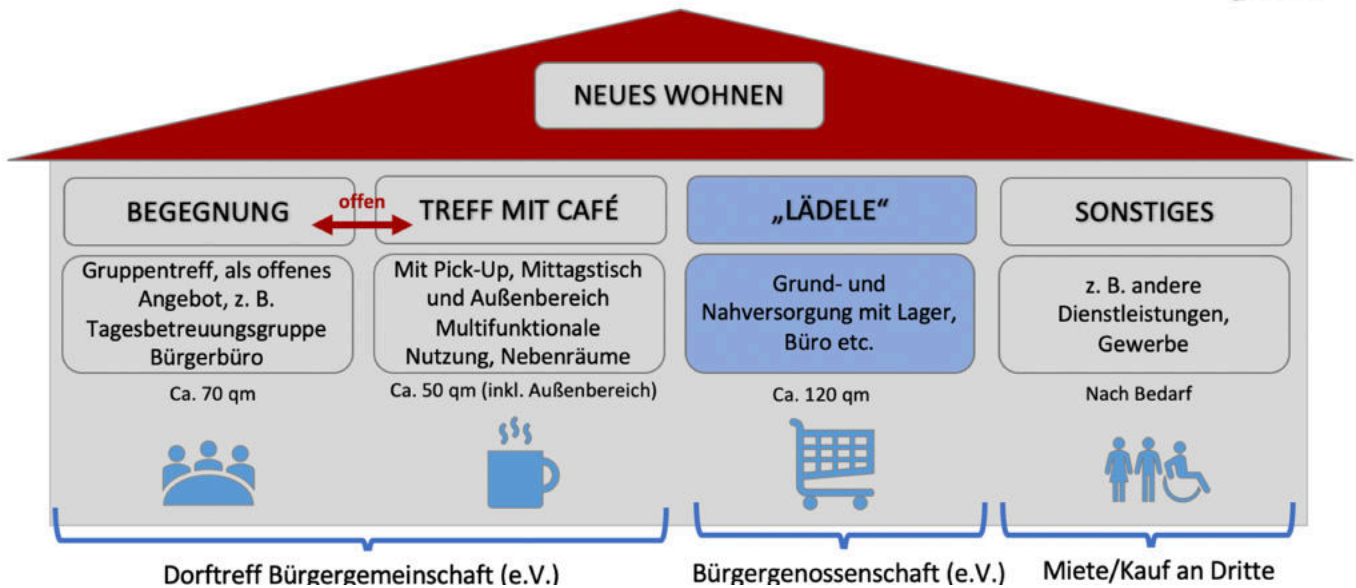 NEUES WOHNEN
BEGEGNUNG
offen
TREFF MIT CAFÉ
„LÄDELE“
SONSTIGES
Gruppentreff, als offenes
Angebot, z. B.
Tagesbetreuungsgruppe
Bürgerbüro
Mit Pick-Up, Mittagstisch
und Außenbereich
Multifunktionale
Nutzung, Nebenräume
Grund- und
Nahversorgung mit Lager,
Büro etc.
z. B. andere
Dienstleistungen,
Gewerbe
Ca. 70 qm
Ca. 50 qm (inkl. Außenbereich)
Ca. 120 qm
Nach Bedarf
Dorftreff Bürgergemeinschaft (e.V.)
Bürgergenossenschaft (e.V.)
Miete/Kauf an Dritte